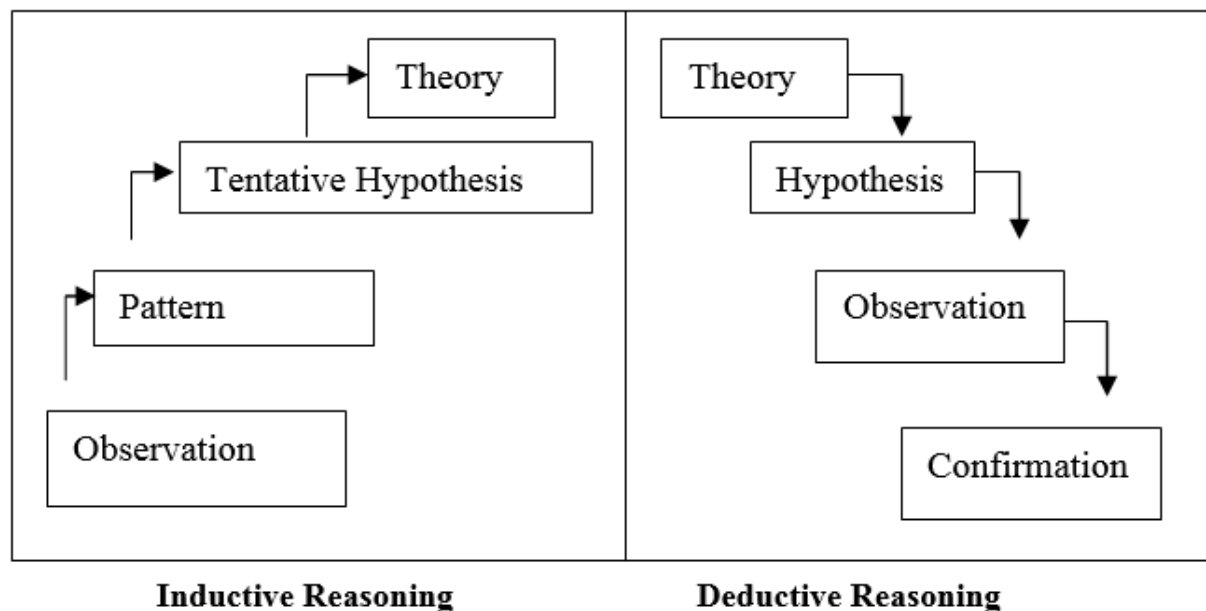 Theory
Tentative Hypothesis
Pattern
Observation
Inductive Reasoning
Theory
Hypothesis
Observation
Confirmation
Deductive Reasoning